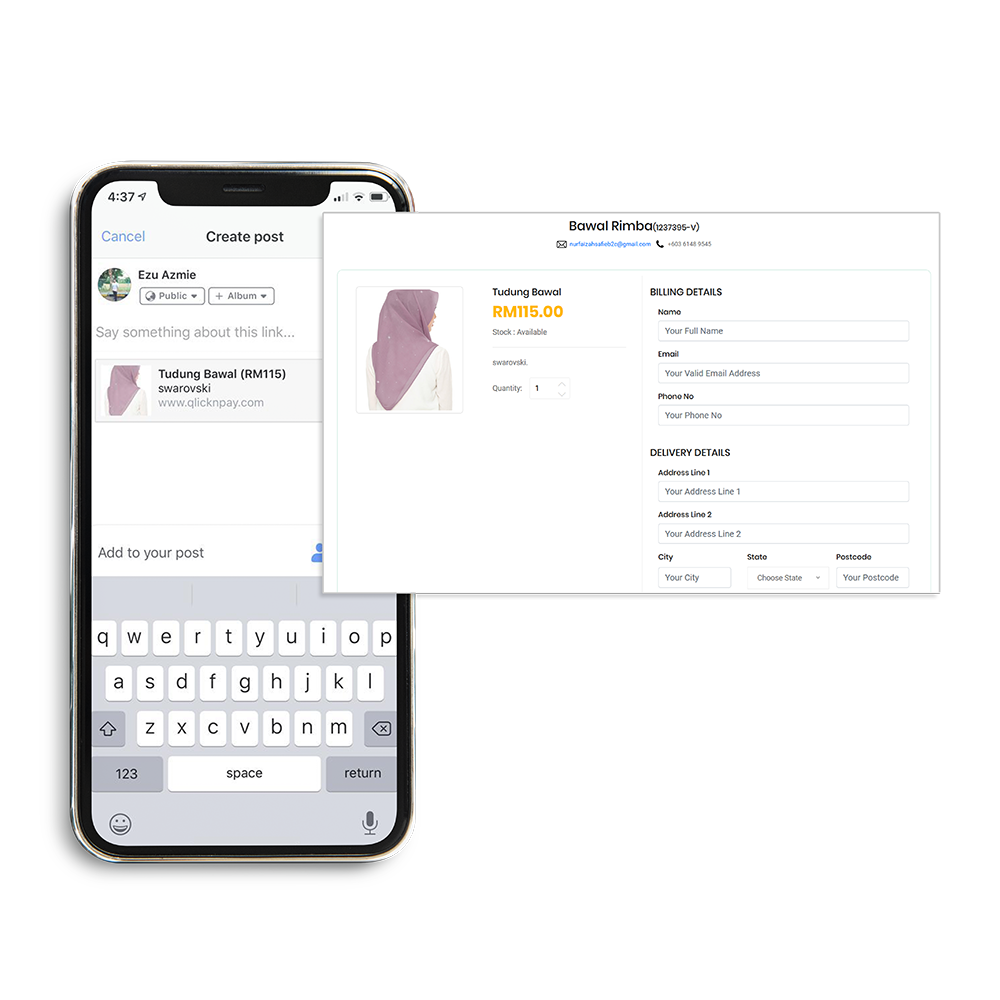 4:37
Cancel
Create post
Ezu Azmie
Public
+ Album
Say something about this link...
Tudung Bawal (RM115)
swarovski
www.qlicknpay.com
Add to your post
q w e r t y u i o p
a s d f g h j k l
z x c v b n m
123
space
return
Bawal Rimba(1237395-V)
nurfaizahsafieb2c@gmail.com
+603 6148 9545
Tudung Bawal
RM115.00
Stock : Available
swarovski.
Quantity: 1
BILLING DETAILS
Name
Your Full Name
Email
Your Valid Email Address
Phone No
Your Phone No
DELIVERY DETAILS
Address Line 1
Your Address Line 1
Address Line 2
Your Address Line 2
City State Postcode
Your City Choose State Your Postcode